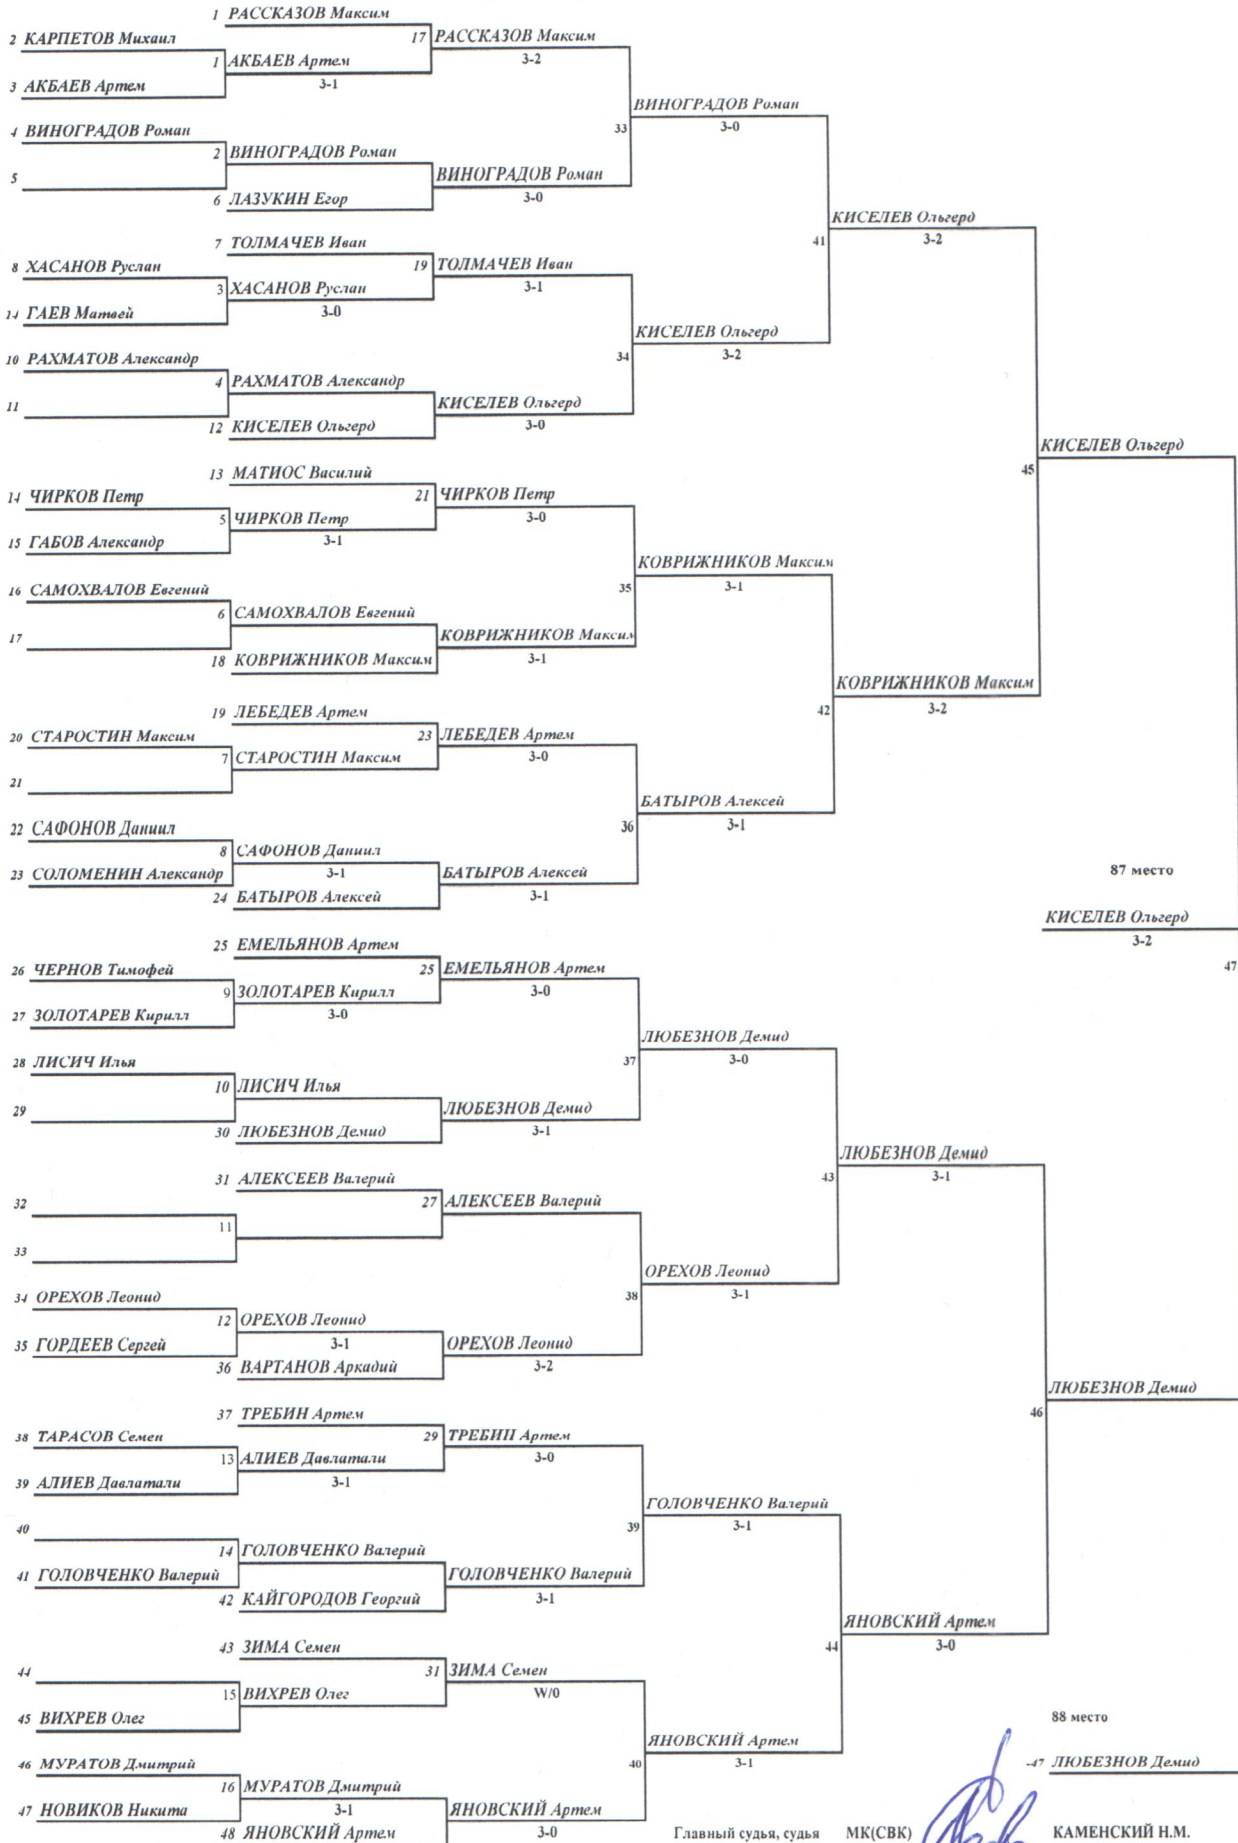 1 РАССКАЗОВ Максим
2 КАРПЕТОВ Михаил
17 РАССКАЗОВ Максим
3-2
1 АКБАЕВ Артем
3-1
3 АКБАЕВ Артем
ВИНОГРАДОВ Роман
33 3-0
4 ВИНОГРАДОВ Роман
2 ВИНОГРАДОВ Роман
5
ВИНОГРАДОВ Роман
3-0
6 ЛАЗУКИН Егор
КИСЕЛЕВ Ольгерд
41 3-2
7 ТОЛМАЧЕВ Иван
8 ХАСАНОВ Руслан
19 ТОЛМАЧЕВ Иван
3-1
3 ХАСАНОВ Руслан
3-0
14 ГАЕВ Матвей
КИСЕЛЕВ Ольгерд
34 3-2
10 РАХМАТОВ Александр
4 РАХМАТОВ Александр
11
КИСЕЛЕВ Ольгерд
3-0
12 КИСЕЛЕВ Ольгерд
КИСЕЛЕВ Ольгерд
45
13 МАТИОС Василий
14 ЧИРКОВ Петр
21 ЧИРКОВ Петр
3-0
5 ЧИРКОВ Петр
3-1
15 ГАБОВ Александр
КОВРИЖНИКОВ Максим
35 3-1
16 САМОХВАЛОВ Евгений
6 САМОХВАЛОВ Евгений
17
КОВРИЖНИКОВ Максим
3-1
18 КОВРИЖНИКОВ Максим
КОВРИЖНИКОВ Максим
42 3-2
19 ЛЕБЕДЕВ Артем
20 СТАРОСТИН Максим
23 ЛЕБЕДЕВ Артем
3-0
7 СТАРОСТИН Максим
21
БАТЫРОВ Алексей
36 3-1
22 САФОНОВ Даниил
8 САФОНОВ Даниил
3-1
23 СОЛОМЕНИН Александр
БАТЫРОВ Алексей
3-1
24 БАТЫРОВ Алексей
87 место
КИСЕЛЕВ Ольгерд
3-2
47
25 ЕМЕЛЬЯНОВ Артем
26 ЧЕРНОВ Тимофей
25 ЕМЕЛЬЯНОВ Артем
3-0
9 ЗОЛОТАРЕВ Кирилл
3-0
27 ЗОЛОТАРЕВ Кирилл
ЛЮБЕЗНОВ Демид
37 3-0
28 ЛИСИЧ Илья
10 ЛИСИЧ Илья
29
ЛЮБЕЗНОВ Демид
3-1
30 ЛЮБЕЗНОВ Демид
ЛЮБЕЗНОВ Демид
43 3-1
31 АЛЕКСЕЕВ Валерий
32
27 АЛЕКСЕЕВ Валерий
11
33
ОРЕХОВ Леонид
38 3-1
34 ОРЕХОВ Леонид
12 ОРЕХОВ Леонид
3-1
35 ГОРДЕЕВ Сергей
ОРЕХОВ Леонид
3-2
36 ВАРТАНОВ Аркадий
ЛЮБЕЗНОВ Демид
46
37 ТРЕБИН Артем
38 ТАРАСОВ Семен
29 ТРЕБИН Артем
3-0
13 АЛИЕВ Давлатали
3-1
39 АЛИЕВ Давлатали
ГОЛОВЧЕНКО Валерий
39 3-1
40
14 ГОЛОВЧЕНКО Валерий
41 ГОЛОВЧЕНКО Валерий
ГОЛОВЧЕНКО Валерий
3-1
42 КАЙГОРОДОВ Георгий
ЯНОВСКИЙ Артем
44 3-0
43 ЗИМА Семен
44
31 ЗИМА Семен
W/0
15 ВИХРЕВ Олег
45 ВИХРЕВ Олег
88 место
ЯНОВСКИЙ Артем
40 3-1
46 МУРАТОВ Дмитрий
-47 ЛЮБЕЗНОВ Демид
16 МУРАТОВ Дмитрий
3-1
47 НОВИКОВ Никита
ЯНОВСКИЙ Артем
3-0
48 ЯНОВСКИЙ Артем
Главный судья, судья МК(СВК) КАМЕНСКИЙ Н.М.